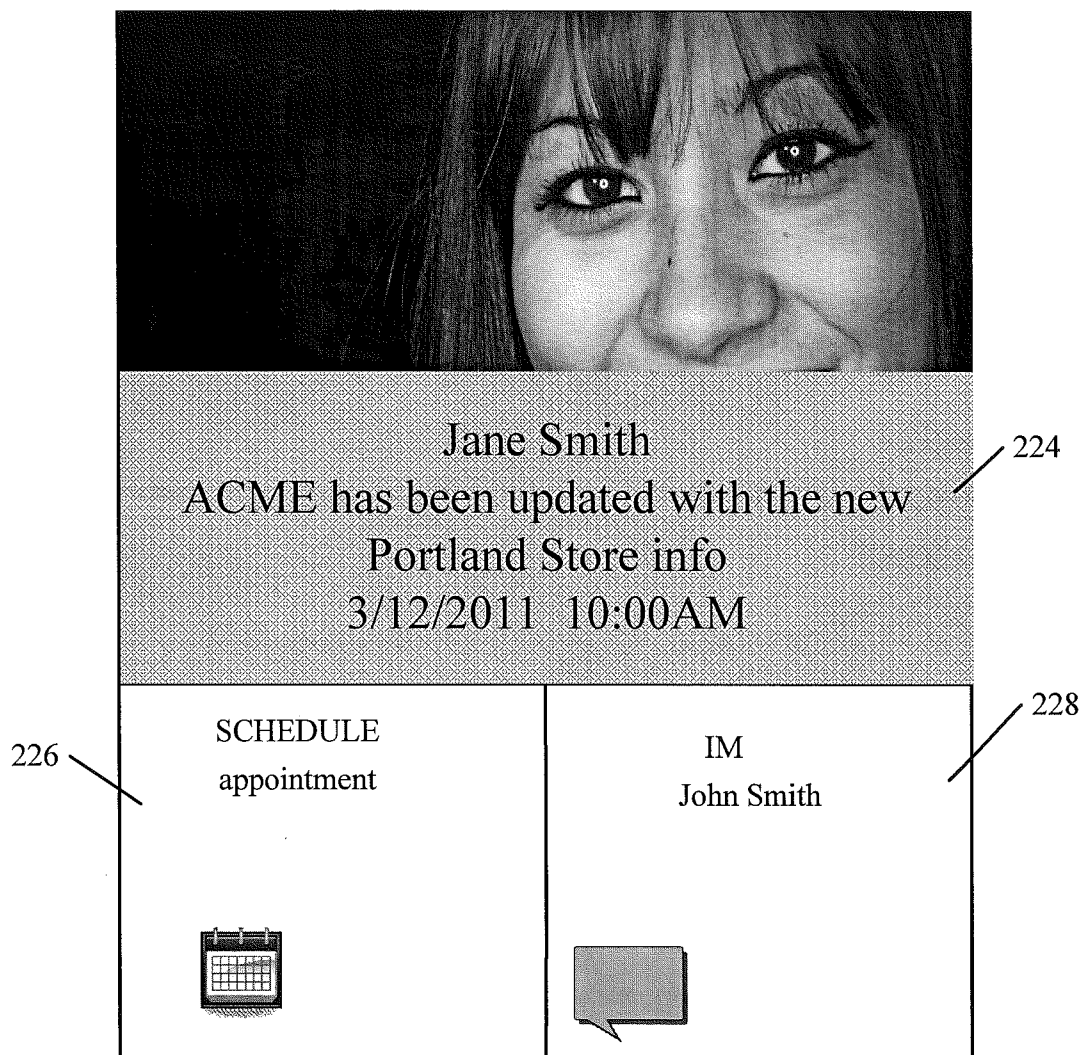 Jane Smith
ACME has been updated with the new
Portland Store info
3/12/2011 10:00AM
224
SCHEDULE
appointment
226
IM
John Smith
228